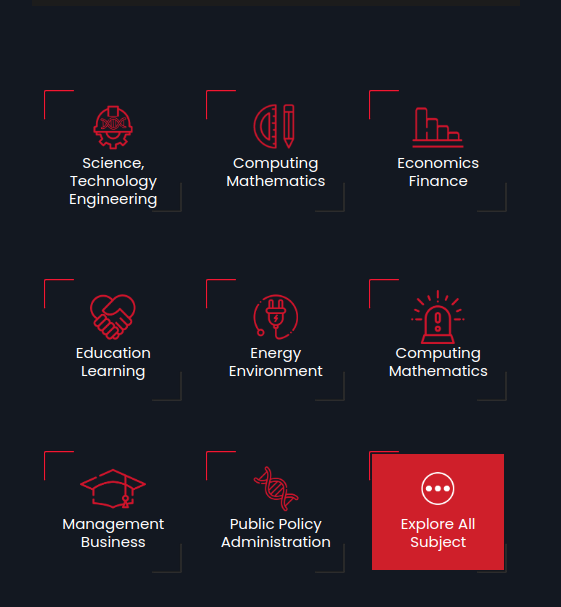 Science,
Technology
Engineering
Computing
Mathematics
Economics
Finance
Education
Learning
Energy
Environment
Computing
Mathematics
Management
Business
Public Policy
Administration
Explore All
Subject